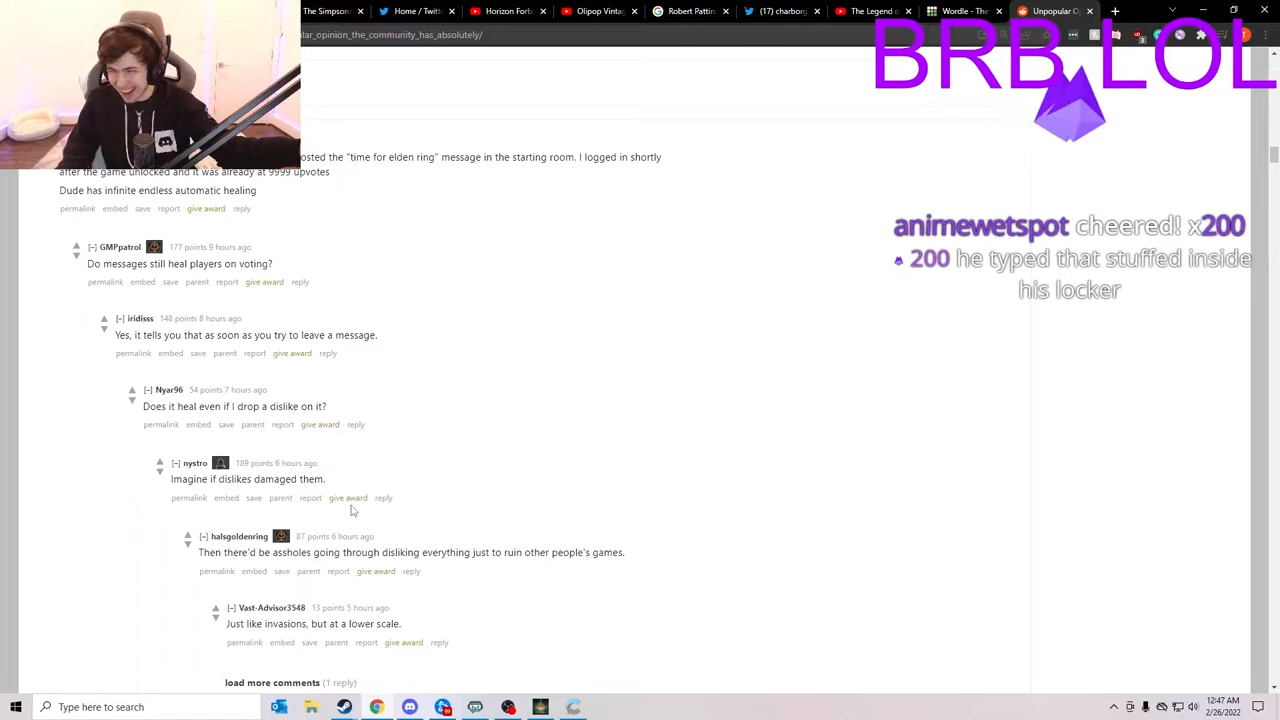 Time for Twitte
Horizon Forb
Robert Patin
(17) charborg
The Legend
Unpopular C
lar_opinion_the_community_has_absolutely/
BRB LOL
osted the "time for elden ring" message in the starting room. I logged in shortly
after the game unlocked and it was already at 9999 upvotes
Dude has infinite endless automatic healing
permalink embed save report give award reply
[–] GMPpatrol 177 points 9 hours ago
Do messages still heal players on voting?
permalink embed save parent report give award reply
[–] iridisss 148 points 8 hours ago
Yes, it tells you that as soon as you try to leave a message.
permalink embed save parent report give award reply
[–] Nyar96 54 points 7 hours ago
Does it heal even if I drop a dislike on it?
permalink embed save parent report give award reply
[–] nystro 189 points 6 hours ago
Imagine if dislikes damaged them.
permalink embed save parent report give award reply
[–] halsgoldenring 87 points 6 hours ago
Then there'd be assholes going through disliking everything just to ruin other people's games.
permalink embed save parent report give award reply
[–] Vast-Advisor3548 13 points 5 hours ago
Just like invasions, but at a lower scale.
permalink embed save parent report give award reply
load more comments (1 reply)
animewetspot cheered! x200
200 he typed that stuffed inside
his locker
Type here to search
99
12:47 AM
2/26/2022